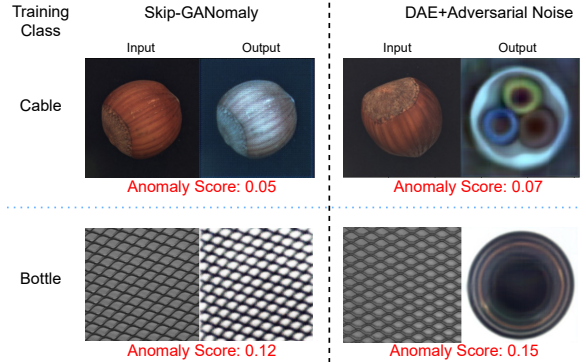 Training
Class
Skip-GANomaly
DAE+Adversarial Noise
Input
Output
Input
Output
Cable
Anomaly Score: 0.05
Anomaly Score: 0.07
Bottle
Anomaly Score: 0.12
Anomaly Score: 0.15